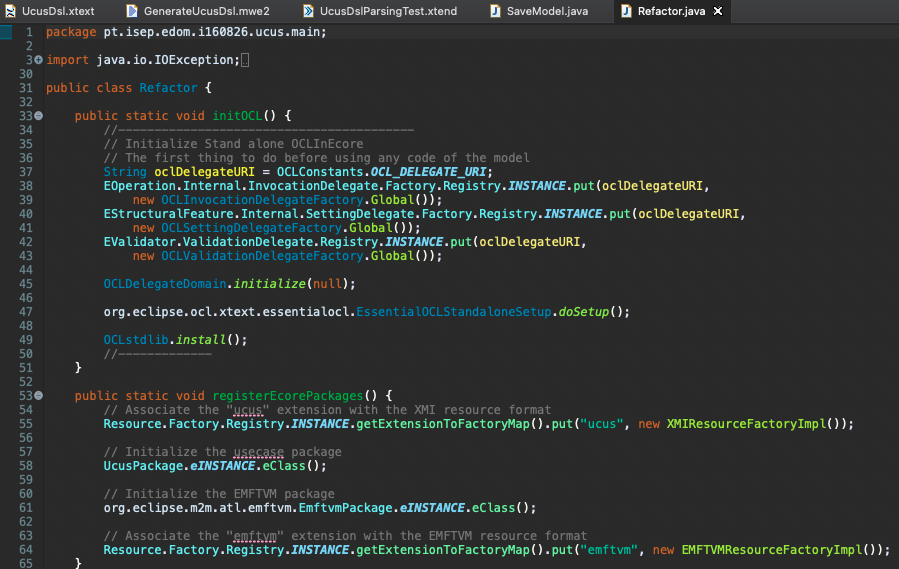 UcusDsl.xtext GenerateUcusDsl.mwe2 UcusDslParsingTest.xtend SaveModel.java Refactor.java
1 package pt.isep.edom.i160826.ucus.main;
2
3 import java.io.IOException;
30
31 public class Refactor {
32
33 public static void initOCL() {
34 //-----------------------------------------
35 // Initialize Stand alone OCLInEcore
36 // The first thing to do before using any code of the model
37 String oclDelegateURI = OCLConstants.OCL_DELEGATE_URI;
38 EOperation.Internal.InvocationDelegate.Factory.Registry.INSTANCE.put(oclDelegateURI,
39 new OCLInvocationDelegateFactory.Global());
40 EStructuralFeature.Internal.SettingDelegate.Factory.Registry.INSTANCE.put(oclDelegateURI,
41 new OCLSettingDelegateFactory.Global());
42 EValidator.ValidationDelegate.Registry.INSTANCE.put(oclDelegateURI,
43 new OCLValidationDelegateFactory.Global());
44
45 OCLDelegateDomain.initialize(null);
46
47 org.eclipse.ocl.xtext.essentialocl.EssentialOCLStandaloneSetup.doSetup();
48
49 OCLstdlib.install();
50 //-------------
51 }
52
53 public static void registerEcorePackages() {
54 // Associate the "ucus" extension with the XMI resource format
55 Resource.Factory.Registry.INSTANCE.getExtensionToFactoryMap().put("ucus", new XMIResourceFactoryImpl());
56
57 // Initialize the usecase package
58 UcusPackage.eINSTANCE.eClass();
59
60 // Initialize the EMFTVM package
61 org.eclipse.m2m.atl.emftvm.EmftvmPackage.eINSTANCE.eClass();
62
63 // Associate the "emftvm" extension with the EMFTVM resource format
64 Resource.Factory.Registry.INSTANCE.getExtensionToFactoryMap().put("emftvm", new EMFTVMResourceFactoryImpl());
65 }